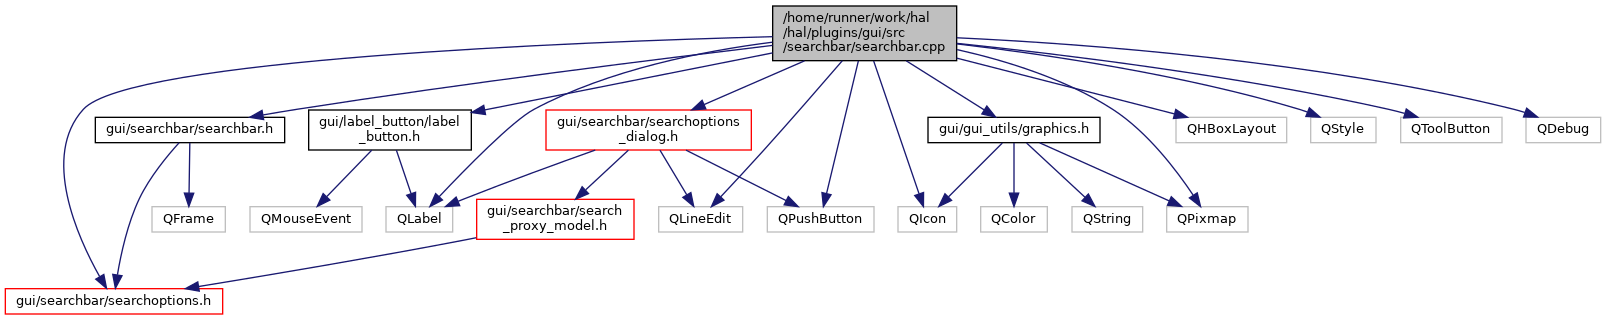 /home/runner/work/hal
/hal/plugins/gui/src
/searchbar/searchbar.cpp
gui/searchbar/searchbar.h
gui/label_button/label
_button.h
gui/searchbar/searchoptions
_dialog.h
gui/gui_utils/graphics.h
QHBoxLayout
QStyle
QToolButton
QDebug
QFrame
QMouseEvent
QLabel
gui/searchbar/search
_proxy_model.h
QLineEdit
QPushButton
QIcon
QColor
QString
QPixmap
gui/searchbar/searchoptions.h